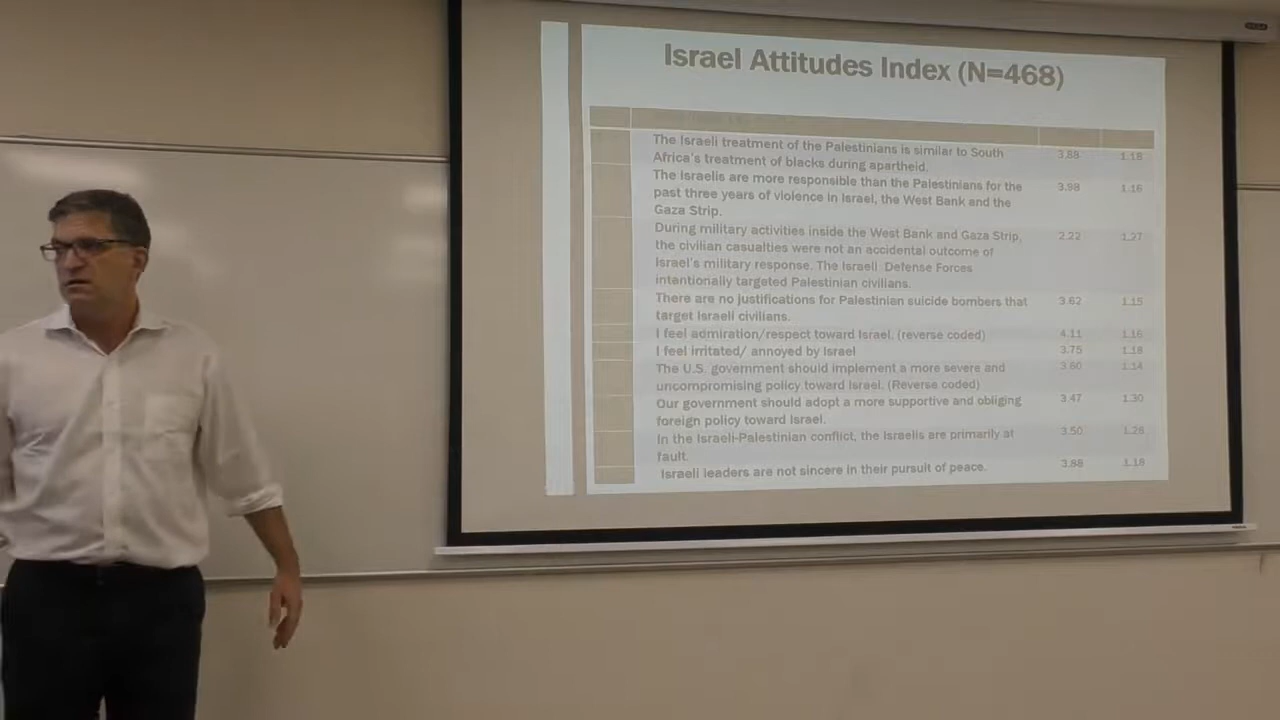 Israel Attitudes Index (N=468)
The Israeli treatment of the Palestinians is similar to South 3.88 1.18
Africa's treatment of blacks during apartheid.
The Israelis are more responsible than the Palestinians for the 3.98 1.16
past three years of violence in Israel, the West Bank and the
Gaza Strip.
During military activities inside the West Bank and Gaza Strip, 2.22 1.27
the civilian casualties were not an accidental outcome of
Israel's military response. The Israeli Defense Forces
intentionally targeted Palestinian civilians.
There are no justifications for Palestinian suicide bombers that 3.62 1.15
target Israeli civilians.
I feel admiration/respect toward Israel. (reverse coded) 4.11 1.16
I feel irritated/ annoyed by Israel 3.75 1.18
The U.S. government should implement a more severe and 1.14
uncompromising policy toward Israel. (Reverse coded)
Our government should adopt a more supportive and obliging 3.47 1.30
foreign policy toward Israel.
In the Israeli-Palestinian conflict, the Israelis are primarily at 3.50
fault.
Israeli leaders are not sincere in their pursuit of peace. 3.88 1.18